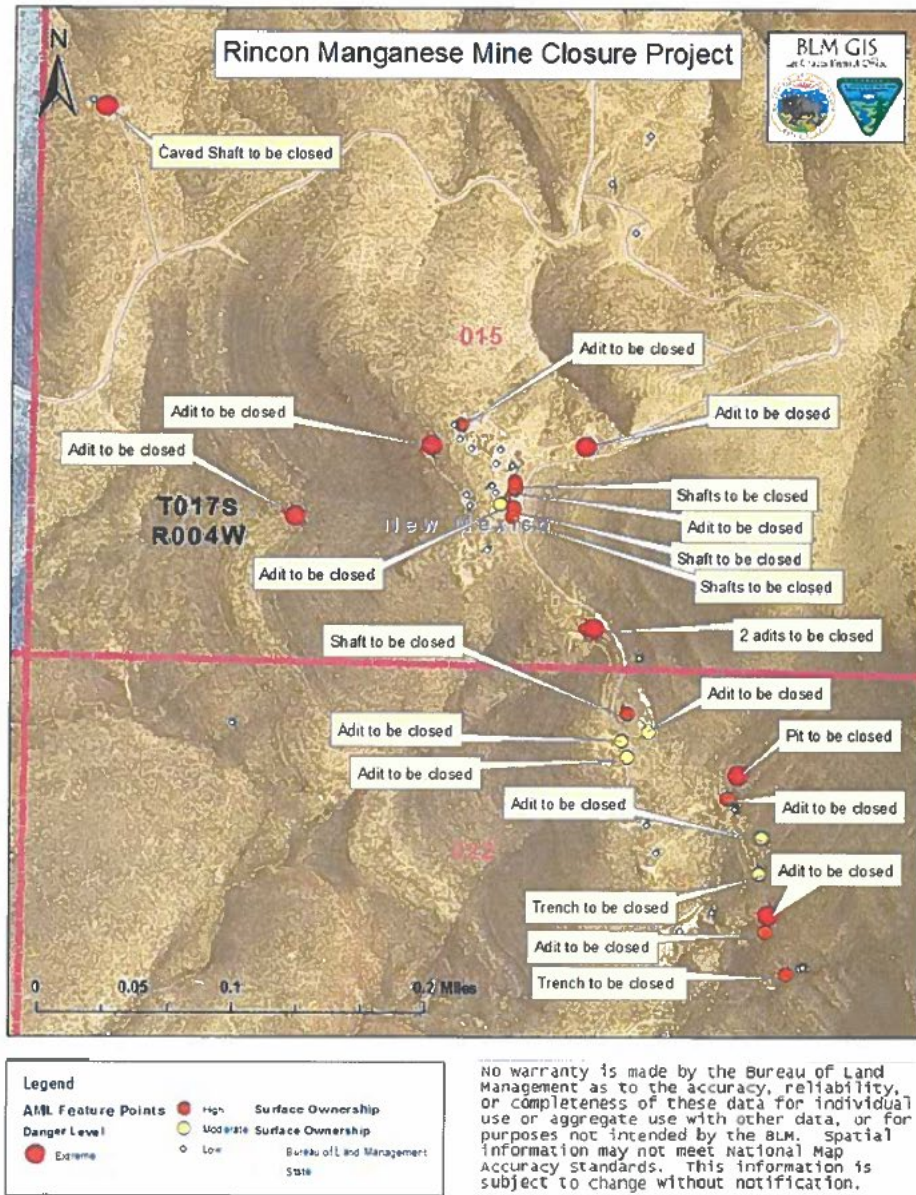 Rincon Manganese Mine Closure Project
BLM GIS
N
Caved Shaft to be closed
015
Adit to be closed
Adit to be closed
Adit to be closed
Adit to be closed
T017S
R004W
New Mexico
Shafts to be closed
Adit to be closed
Adit to be closed
Shaft to be closed
Shafts to be closed
2 adits to be closed
Shaft to be closed
Adit to be closed
Adit to be closed
Adit to be closed
Pit to be closed
Adit to be closed
Adit to be closed
Adit to be closed
Trench to be closed
Adit to be closed
Trench to be closed
0 0.05 0.1 0.2 Miles
Legend
AML Feature Points
Danger Level
Extreme
High
Moderate
Low
Surface Ownership
Surface Ownership
Bureau of Land Management
State
No warranty is made by the Bureau of Land
Management as to the accuracy, reliability,
or completeness of these data for individual
use or aggregate use with other data, or for
purposes not intended by the BLM. Spatial
information may not meet National Map
Accuracy Standards. This information is
subject to change without notification.